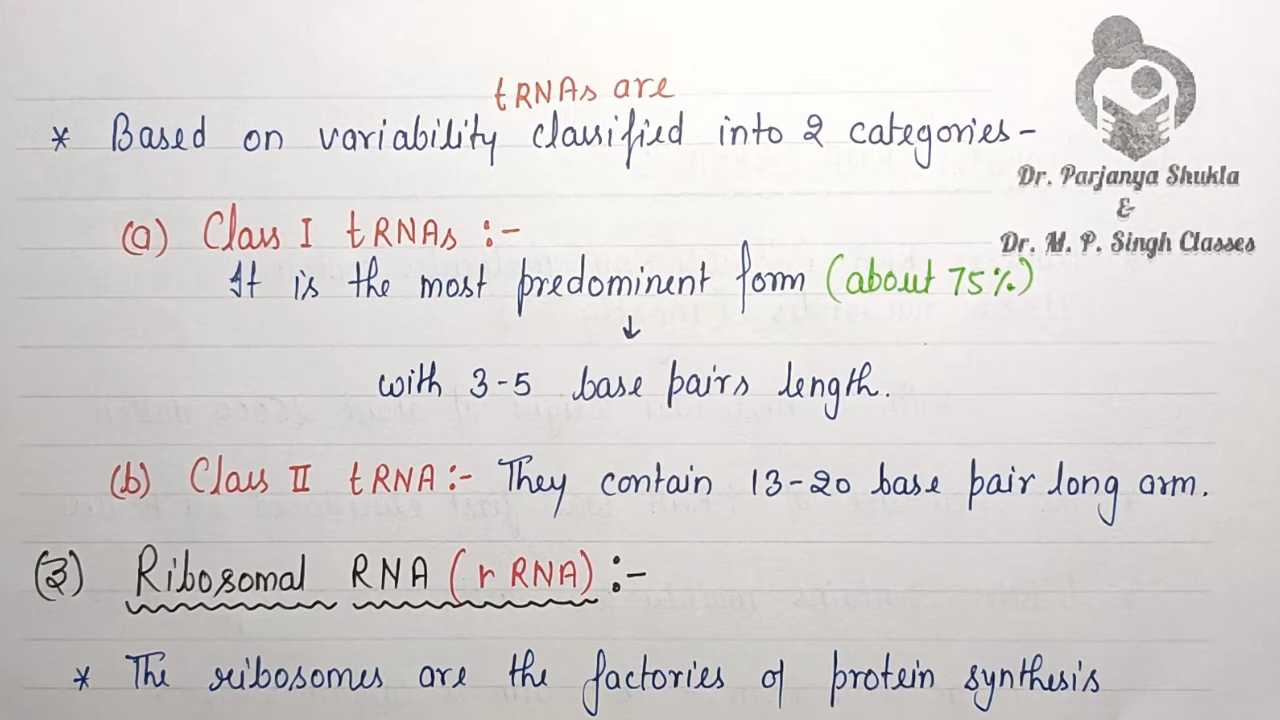 tRNAs are
* Based on variability classified into 2 categories -
(a) Class I tRNAs :-
It is the most predominent form (about 75%)
↓
with 3-5 base pairs length.
(b) Class II tRNA :- They contain 13-20 base pair long arm.
(3) Ribosomal RNA (rRNA) :-
* The ribosomes are the factories of protein synthesis
Dr. Parjanya Shukla
&
Dr. M. P. Singh Classes